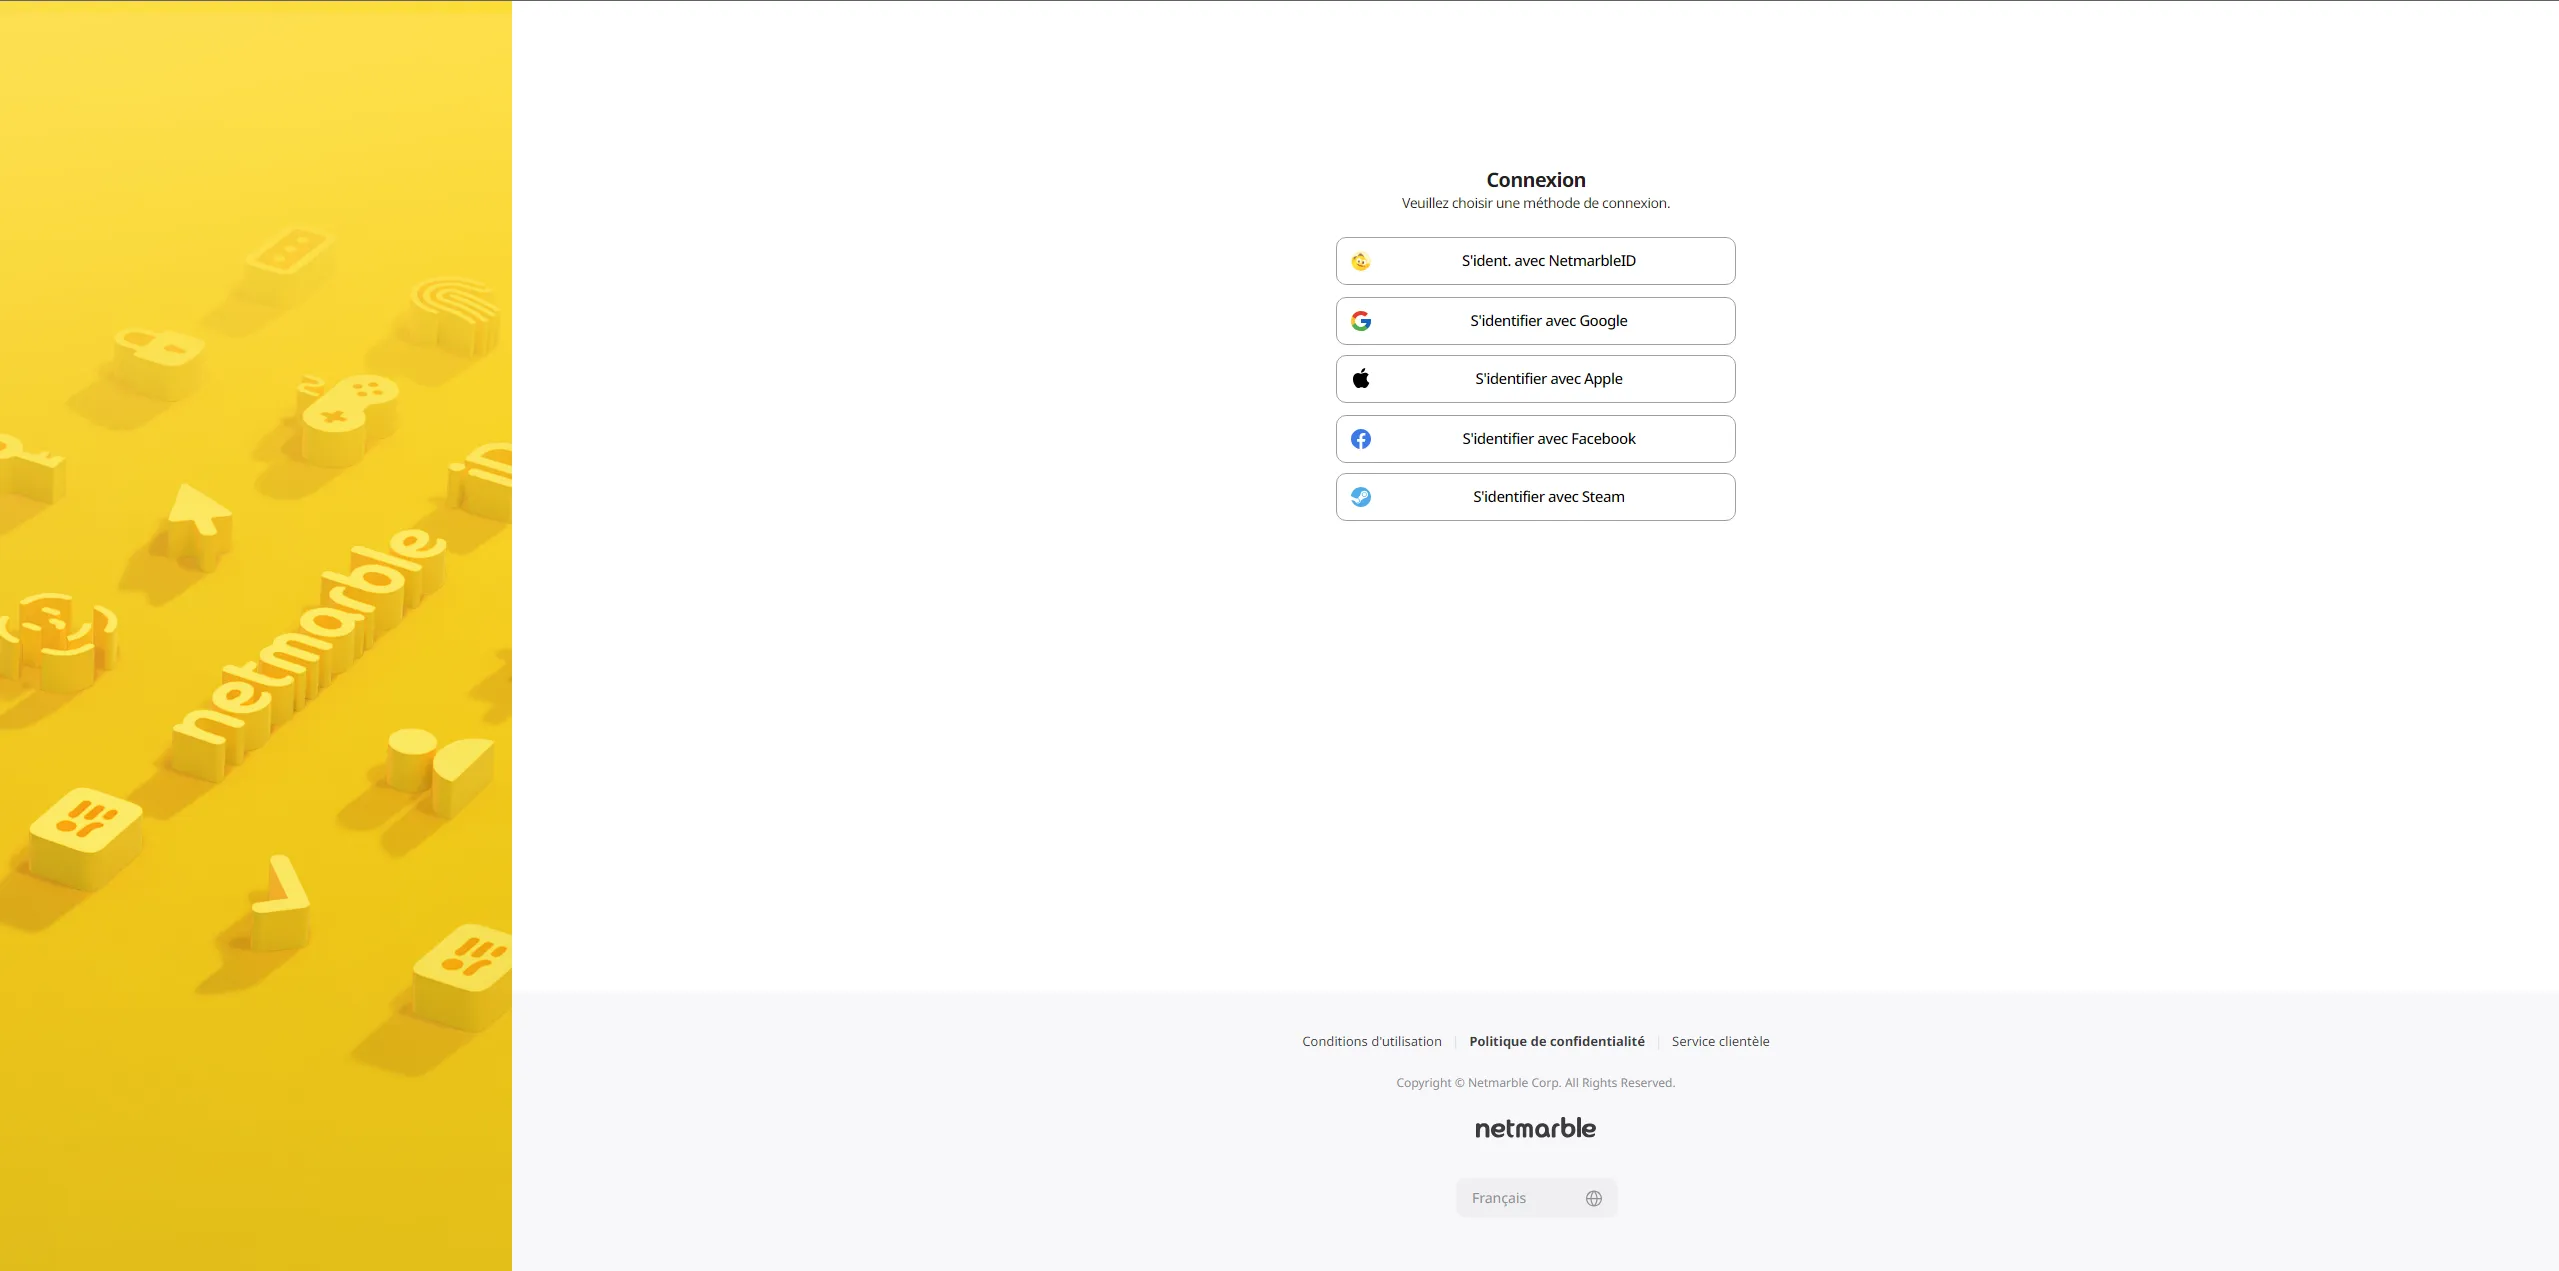 iD
netmarble
Connexion
Veuillez choisir une méthode de connexion.
S'ident. avec NetmarbleID
S'identifier avec Google
S'identifier avec Apple
S'identifier avec Facebook
S'identifier avec Steam
Conditions d'utilisation
Politique de confidentialité
Service clientèle
Copyright © Netmarble Corp. All Rights Reserved.
netmarble
Français